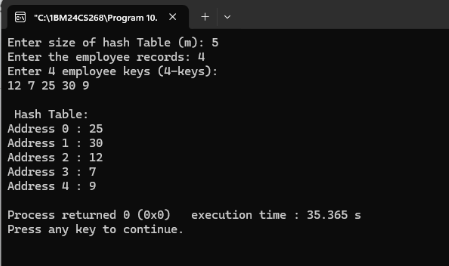 "C:\1BM24CS268\Program 10.
Enter size of hash Table (m): 5
Enter the employee records: 4
Enter 4 employee keys (4-keys):
12 7 25 30 9
Hash Table:
Address 0 : 25
Address 1 : 30
Address 2 : 12
Address 3 : 7
Address 4 : 9
Process returned 0 (0x0)   execution time : 35.365 s
Press any key to continue.